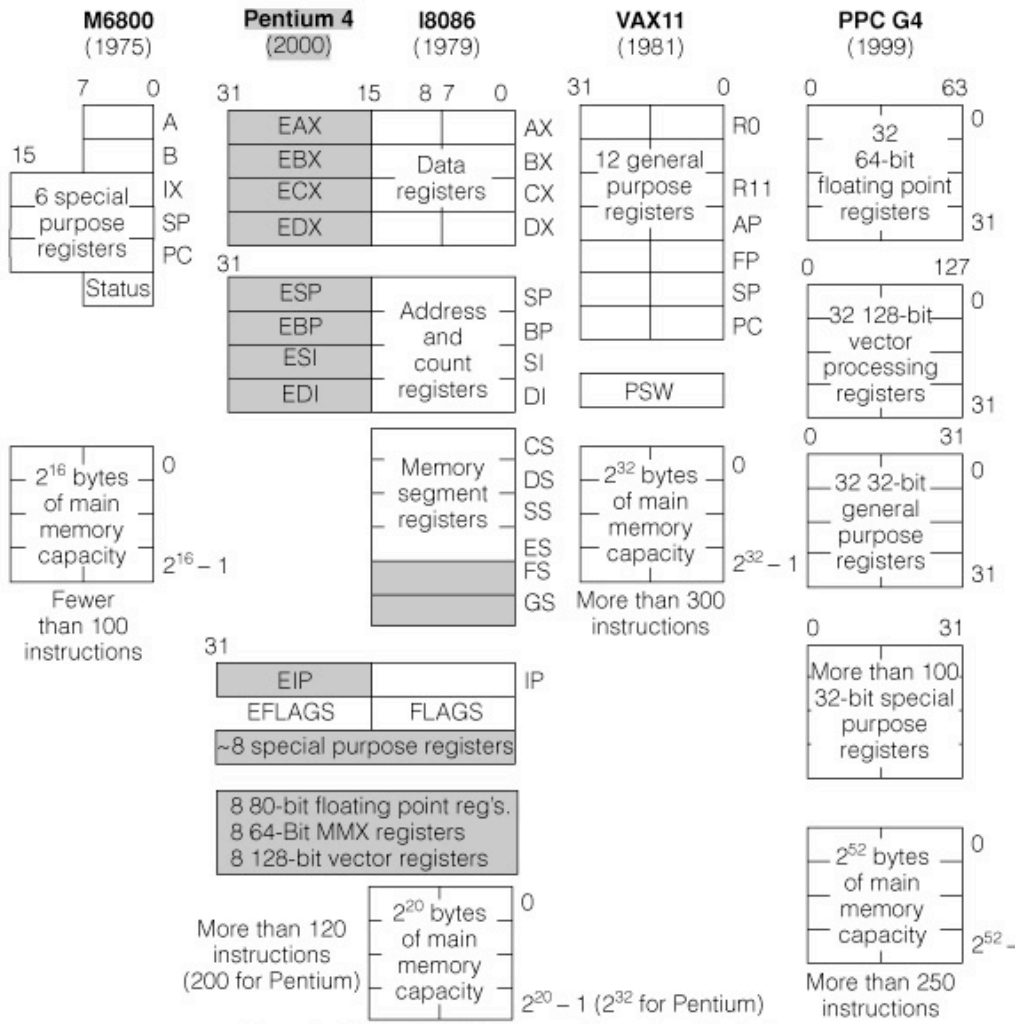 M6800
(1975)
7 0
A
B
15
IX
SP
PC
6 special
purpose
registers
Status
2^16 bytes
of main
memory
capacity
0
2^16 – 1
Fewer
than 100
instructions
Pentium 4
(2000)
I8086
(1979)
31 15 8 7 0
EAX
EBX
ECX
EDX
Data
registers
AX
BX
CX
DX
31
ESP
EBP
ESI
EDI
Address
and
count
registers
SP
BP
SI
DI
Memory
segment
registers
CS
DS
SS
ES
FS
GS
31
EIP
IP
EFLAGS FLAGS
~8 special purpose registers
8 80-bit floating point reg's.
8 64-Bit MMX registers
8 128-bit vector registers
More than 120
instructions
(200 for Pentium)
2^20 bytes
of main
memory
capacity
0
2^20 – 1 (2^32 for Pentium)
VAX11
(1981)
31 0
12 general
purpose
registers
R0
R11
AP
FP
SP
PC
PSW
2^32 bytes
of main
memory
capacity
0
2^32 – 1
More than 300
instructions
PPC G4
(1999)
0 63
32
64-bit
floating point
registers
0
31
0 127
32 128-bit
vector
processing
registers
0
31
0 31
32 32-bit
general
purpose
registers
0
31
0 31
More than 100
32-bit special
purpose
registers
2^52 bytes
of main
memory
capacity
0
2^52 –
More than 250
instructions